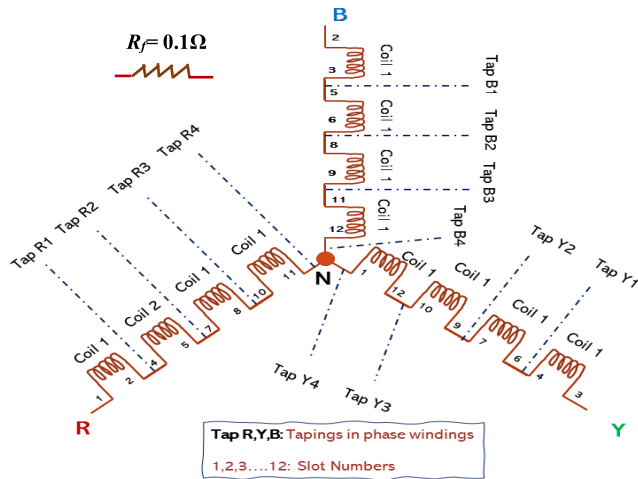 B
R_f= 0.1Ω
2
Coil 1
3
Tap B1
5
6
Coil 1
Tap B2
8
9
Coil 1
Tap B3
11
12
Coil 1
Tap B4
Tap R4
Tap R3
Tap R2
Tap R1
N
Coil 1
11
10
8
Coil 1
7
5
Coil 2
4
2
Coil 1
1
R
1
Coil 1
12
10
Coil 1
9
7
Coil 1
6
4
Coil 1
3
Y
Tap Y2
Tap Y1
Tap Y4
Tap Y3
Tap R,Y,B: Tapings in phase windings
1,2,3....12: Slot Numbers